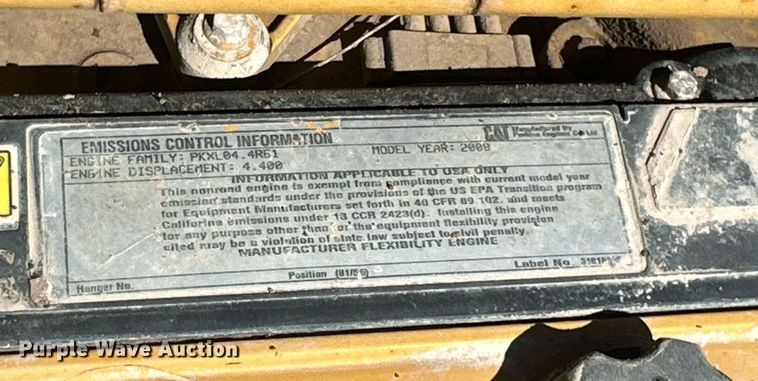 EMISSIONS CONTROL INFORMATION
CAT Manufactured by
ENGINE FAMILY: PKXL04.4R61 MODEL YEAR: 2008
ENGINE DISPLACEMENT: 4.400
INFORMATION APPLICABLE TO USA ONLY
This nonroad engine is exempt from compliance with current model year
emission standards under the provisions of the US EPA Transition program
for Equipment Manufacturers set forth in 40 CFR 89.102. and meets
California emissions under 13 CCR 2423(d). Installing this engine
for any purpose other than for the equipment flexibility provision
cited may be a violation of state law subject to civil penalty.
MANUFACTURER FLEXIBILITY ENGINE
Hanger No. Position Label No
Purple Wave Auction